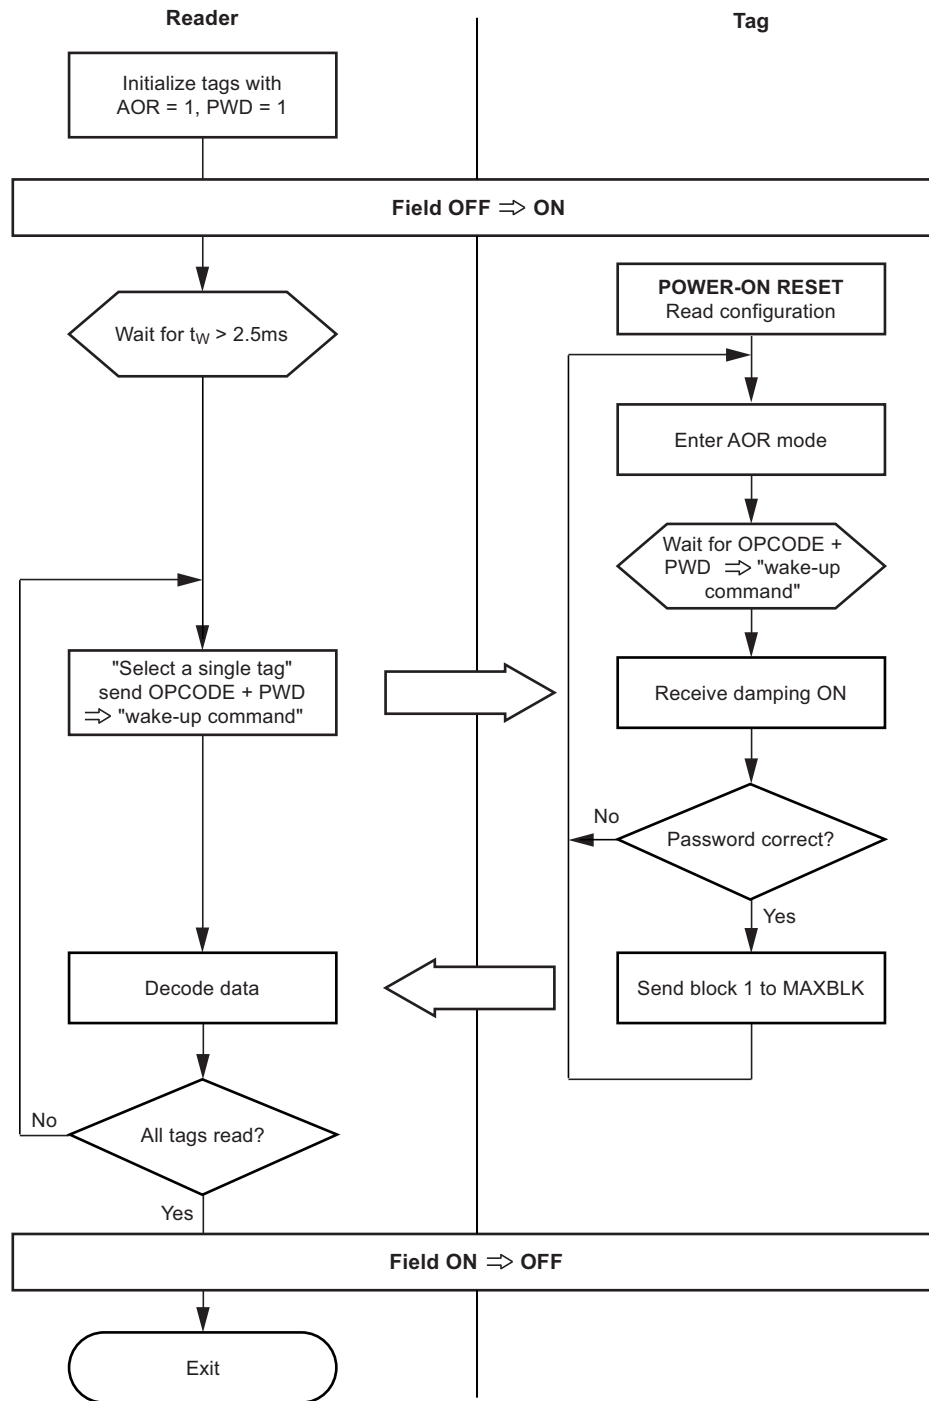 Reader
Tag
Initialize tags with
AOR = 1, PWD = 1
Field OFF ⇒ ON
Wait for tW > 2.5ms
POWER-ON RESET
Read configuration
Enter AOR mode
Wait for OPCODE +
PWD ⇒ "wake-up
command"
"Select a single tag"
send OPCODE + PWD
⇒ "wake-up command"
Receive damping ON
No
Password correct?
Yes
Decode data
Send block 1 to MAXBLK
No
All tags read?
Yes
Field ON ⇒ OFF
Exit